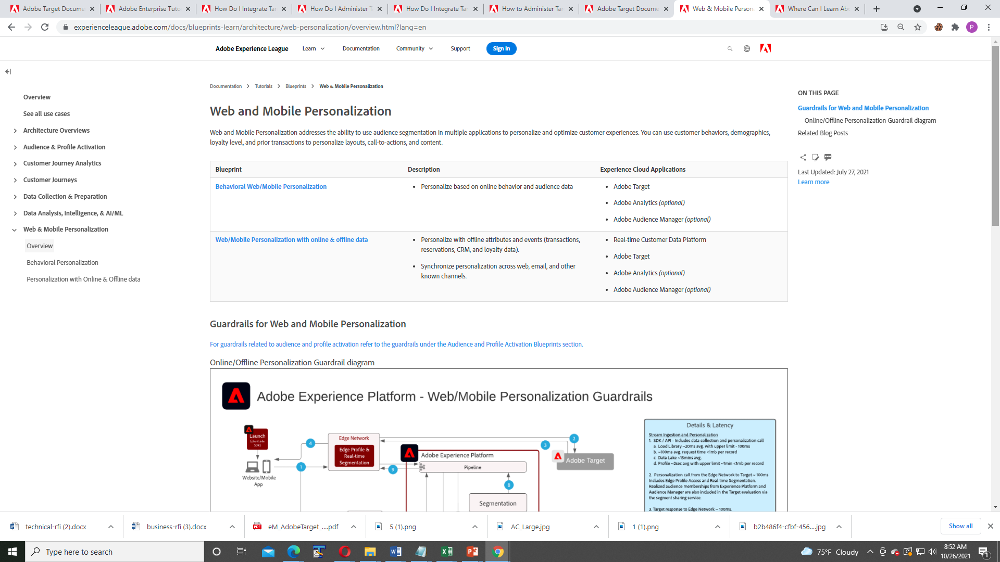 Adobe Target Docume
Adobe Enterprise Tuto
How Do I Integrate Tar
How Do I Administer T
How Do I Integrate Tar
How to Administer Tar
Adobe Target Docume
Web & Mobile Person
Where Can I Learn Abo
experienceleague.adobe.com/docs/blueprints-learn/architecture/web-personalization/overview.html?lang=en
P
Adobe Experience League
Learn
Documentation
Community
Support
Sign In
Documentation
Tutorials
Blueprints
Web & Mobile Personalization
Overview
See all use cases
Architecture Overviews
Audience & Profile Activation
Customer Journey Analytics
Customer Journeys
Data Collection & Preparation
Data Analysis, Intelligence, & AI/ML
Web & Mobile Personalization
Overview
Behavioral Personalization
Personalization with Online & Offline data
Web and Mobile Personalization
Web and Mobile Personalization addresses the ability to use audience segmentation in multiple applications to personalize and optimize customer experiences. You can use customer behaviors, demographics,
loyalty level, and prior transactions to personalize layouts, call-to-actions, and content.
Blueprint
Description
Experience Cloud Applications
Behavioral Web/Mobile Personalization
• Personalize based on online behavior and audience data
• Adobe Target
• Adobe Analytics (optional)
• Adobe Audience Manager (optional)
Web/Mobile Personalization with online & offline data
• Personalize with offline attributes and events (transactions,
reservations, CRM, and loyalty data).
• Synchronize personalization across web, email, and other
known channels.
• Real-time Customer Data Platform
• Adobe Target
• Adobe Analytics (optional)
• Adobe Audience Manager (optional)
Guardrails for Web and Mobile Personalization
For guardrails related to audience and profile activation refer to the guardrails under the Audience and Profile Activation Blueprints section.
Online/Offline Personalization Guardrail diagram
Adobe Experience Platform - Web/Mobile Personalization Guardrails
Launch
(client side
SDK)
Website/Mobile
App
4
1
Edge Network
Edge Profile &
Real-time
Segmentation
9
Adobe Experience Platform
Pipeline
8
Segmentation
3
2
Adobe Target
Details & Latency
Stream Ingestion and Personalization
1. SDK / API - Includes data collection and personalization call
a. Load Library ~20ms avg. with upper limit - 100ms
b. ~100ms avg. request time <1mb per record
c. Data Lake ~15mins avg.
d. Profile ~2sec avg with upper limit ~1min <1mb per record
2. Personalization call from the Edge Network to Target ~ 100ms
Includes Edge Profile Access and Real-time Segmentation.
Realized audience memberships from Experience Platform and
Audience Manager are also included in the Target evaluation via
the segment sharing service.
3. Target response to Edge Network ~ 100ms.
ON THIS PAGE
Guardrails for Web and Mobile Personalization
Online/Offline Personalization Guardrail diagram
Related Blog Posts
Last Updated: July 27, 2021
Learn more
technical-rfi (2).docx
business-rfi (3).docx
eM_AdobeTarget_....pdf
5 (1).png
AC_Large.jpg
1 (1).png
b2b486f4-cfbf-456....jpg
Show all
Type here to search
75°F Cloudy
8:52 AM
10/26/2021
1